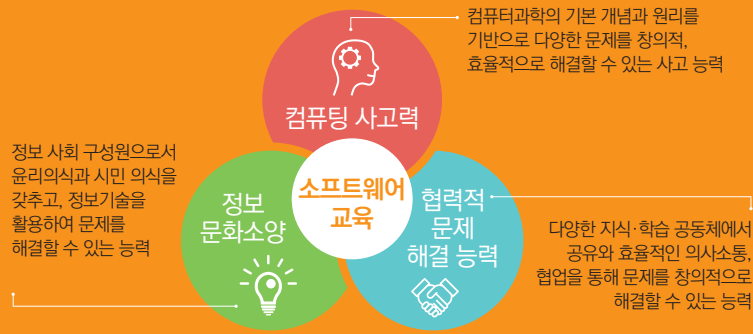 컴퓨터과학의 기본 개념과 원리를
기반으로 다양한 문제를 창의적,
효율적으로 해결할 수 있는 사고 능력
컴퓨팅 사고력
정보 사회 구성원으로서
윤리의식과 시민 의식을
갖추고, 정보기술을
활용하여 문제를
해결할 수 있는 능력
정보
문화소양
소프트웨어
교육
협력적
문제
해결 능력
다양한 지식·학습 공동체에서
공유와 효율적인 의사소통,
협업을 통해 문제를 창의적으로
해결할 수 있는 능력